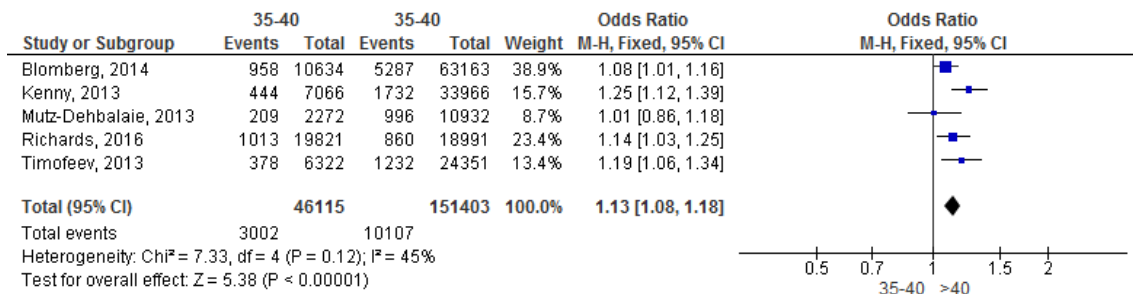 35-40 35-40 Odds Ratio Odds Ratio
Study or Subgroup Events Total Events Total Weight M-H, Fixed, 95% CI M-H, Fixed, 95% CI
Blomberg, 2014 958 10634 5287 63163 38.9% 1.08 [1.01, 1.16]
Kenny, 2013 444 7066 1732 33966 15.7% 1.25 [1.12, 1.39]
Mutz-Dehbalaie, 2013 209 2272 996 10932 8.7% 1.01 [0.86, 1.18]
Richards, 2016 1013 19821 860 18991 23.4% 1.14 [1.03, 1.25]
Timofeev, 2013 378 6322 1232 24351 13.4% 1.19 [1.06, 1.34]
Total (95% CI) 46115 151403 100.0% 1.13 [1.08, 1.18]
Total events 3002 10107
Heterogeneity: Chi² = 7.33, df = 4 (P = 0.12); I² = 45%
Test for overall effect: Z = 5.38 (P < 0.00001)
0.5 0.7 1 1.5 2
35-40 >40